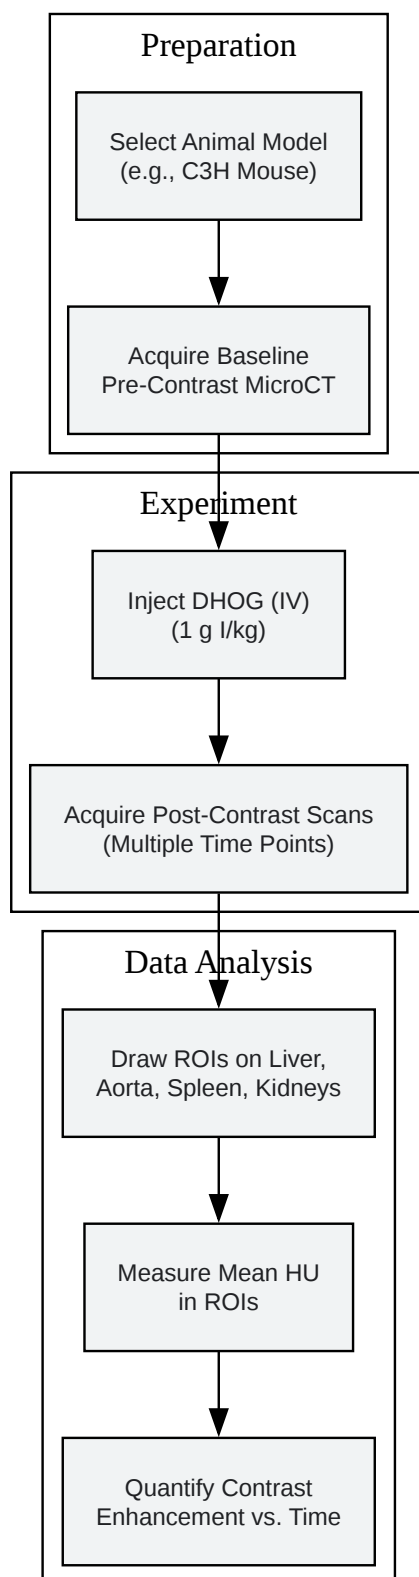 Preparation
Select Animal Model
(e.g., C3H Mouse)
Acquire Baseline
Pre-Contrast MicroCT
Experiment
Inject DHOG (IV)
(1 g I/kg)
Acquire Post-Contrast Scans
(Multiple Time Points)
Data Analysis
Draw ROIs on Liver,
Aorta, Spleen, Kidneys
Measure Mean HU
in ROIs
Quantify Contrast
Enhancement vs. Time